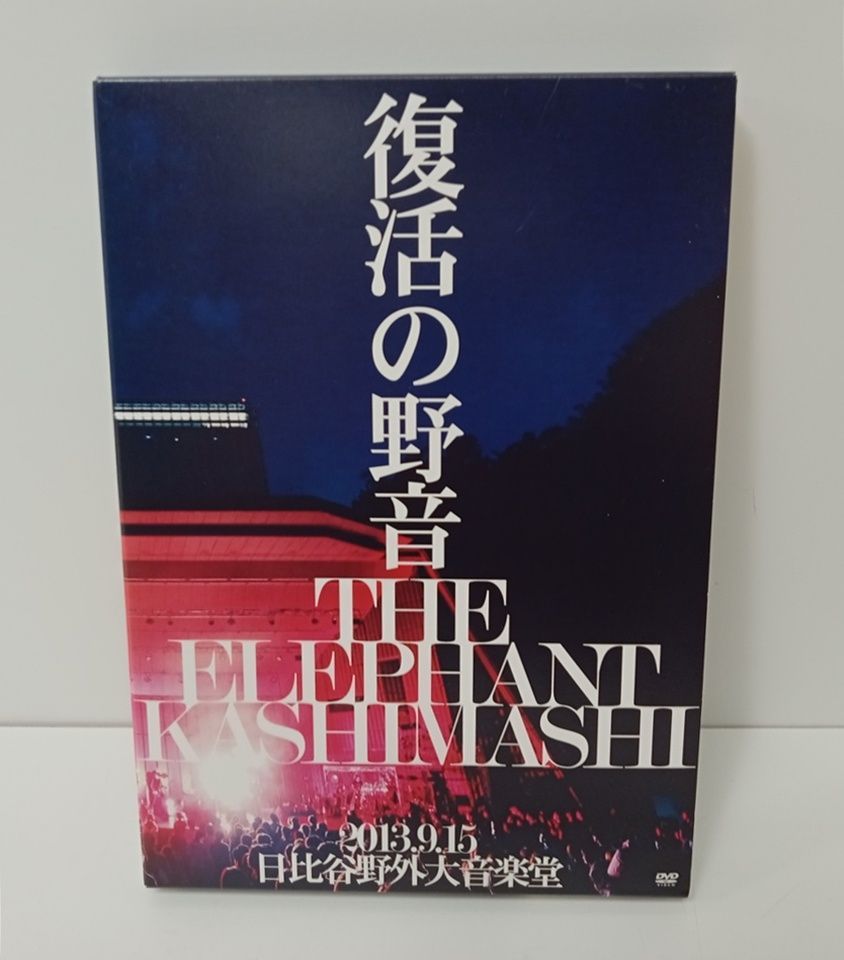 復活の野音
THE
ELEPHANT
KASHIMASHI
2013.9.15
日比谷野外大音楽堂
DVD
VIDEO